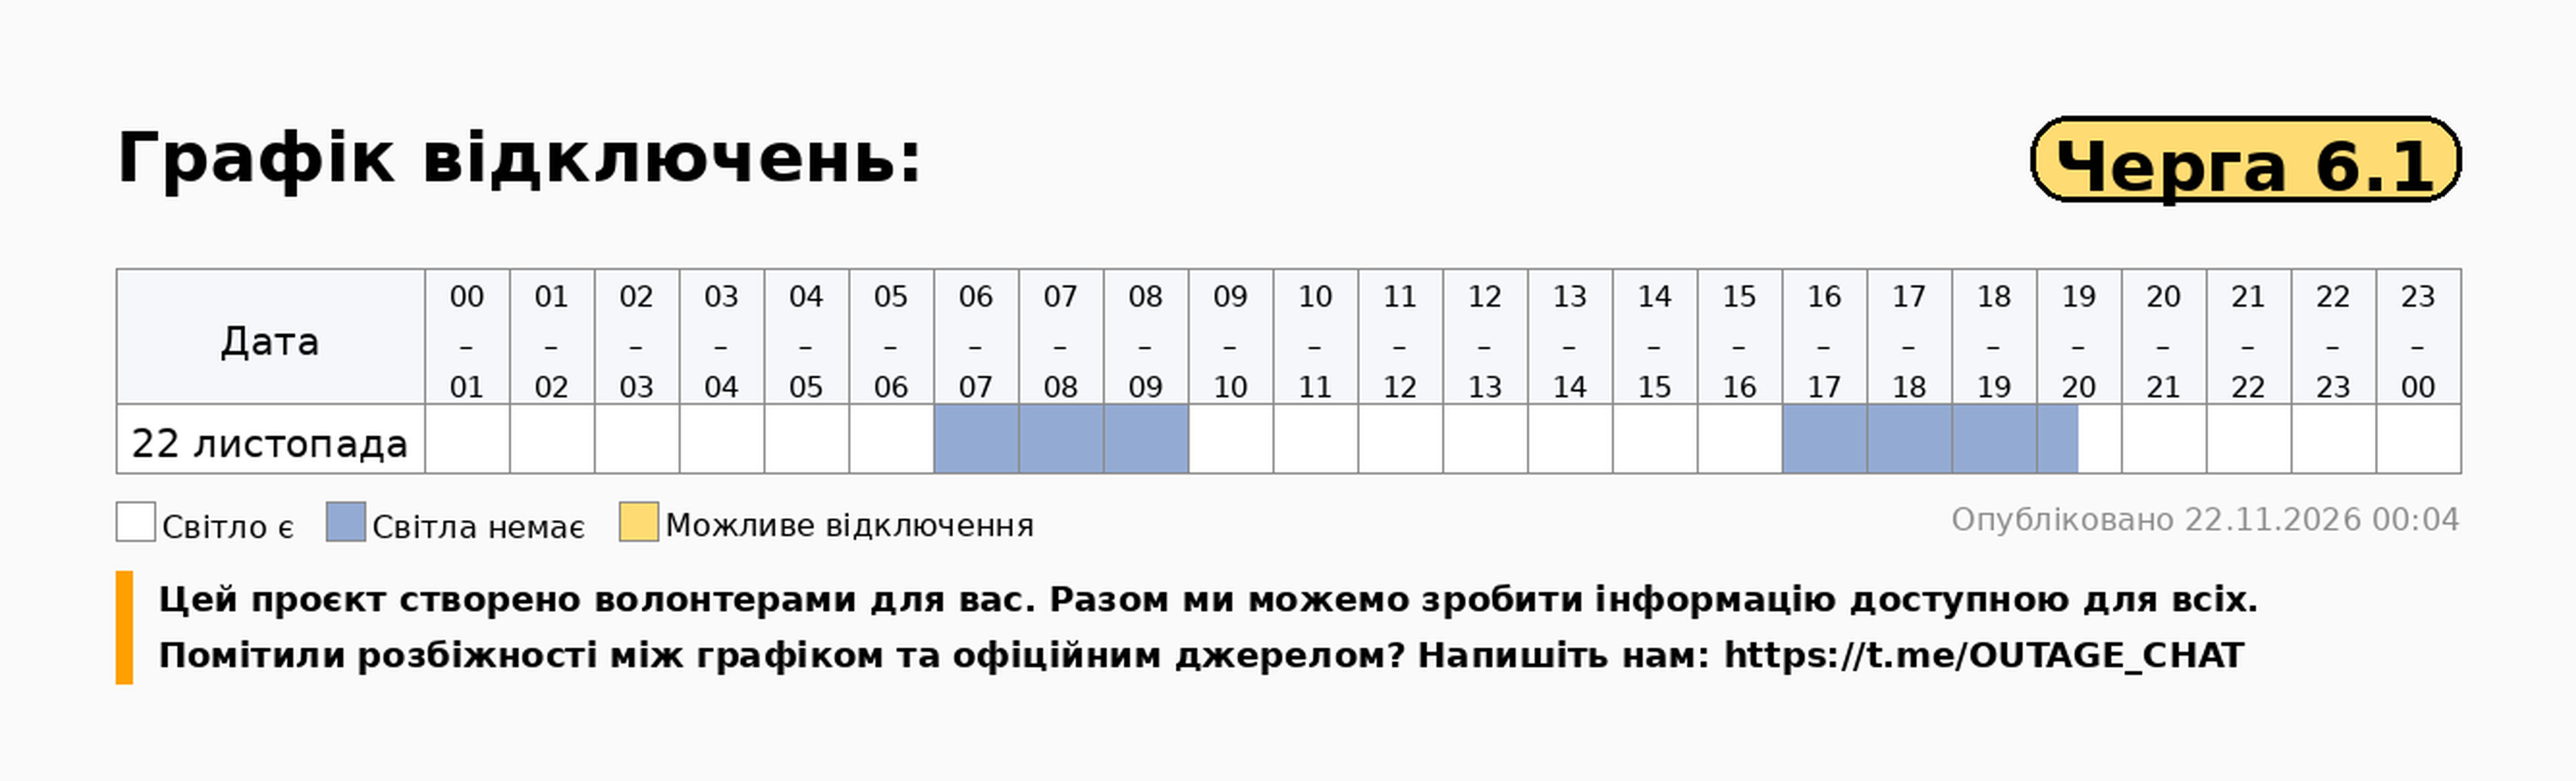 Графік відключень:
Черга 6.1
Дата
00 – 01
01 – 02
02 – 03
03 – 04
04 – 05
05 – 06
06 – 07
07 – 08
08 – 09
09 – 10
10 – 11
11 – 12
12 – 13
13 – 14
14 – 15
15 – 16
16 – 17
17 – 18
18 – 19
19 – 20
20 – 21
21 – 22
22 – 23
23 – 00
22 листопада
Світло є
Світла немає
Можливе відключення
Опубліковано 22.11.2026 00:04
Цей проєкт створено волонтерами для вас. Разом ми можемо зробити інформацію доступною для всіх.
Помітили розбіжності між графіком та офіційним джерелом? Напишіть нам: https://t.me/OUTAGE_CHAT